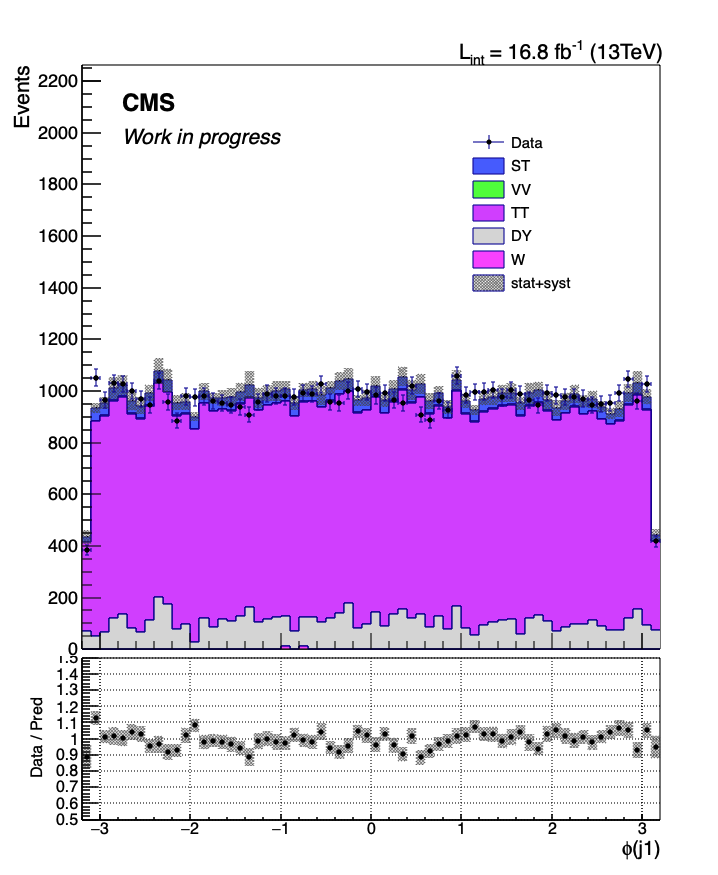 L_int = 16.8 fb⁻¹ (13TeV)
Events
CMS
Work in progress
Data
ST
VV
TT
DY
W
stat+syst
2200
2000
1800
1600
1400
1200
1000
800
600
400
200
0
Data / Pred
1.5
1.4
1.3
1.2
1.1
1
0.9
0.8
0.7
0.6
0.5
−3 −2 −1 0 1 2 3
ϕ(j1)